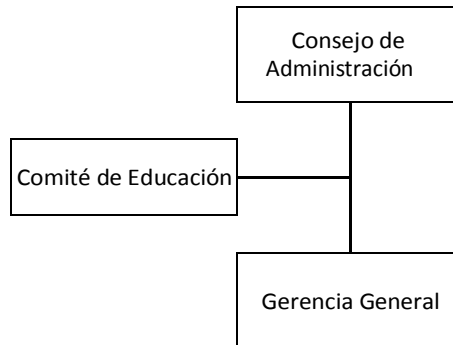 Consejo de
Administración
Comité de Educación
Gerencia General